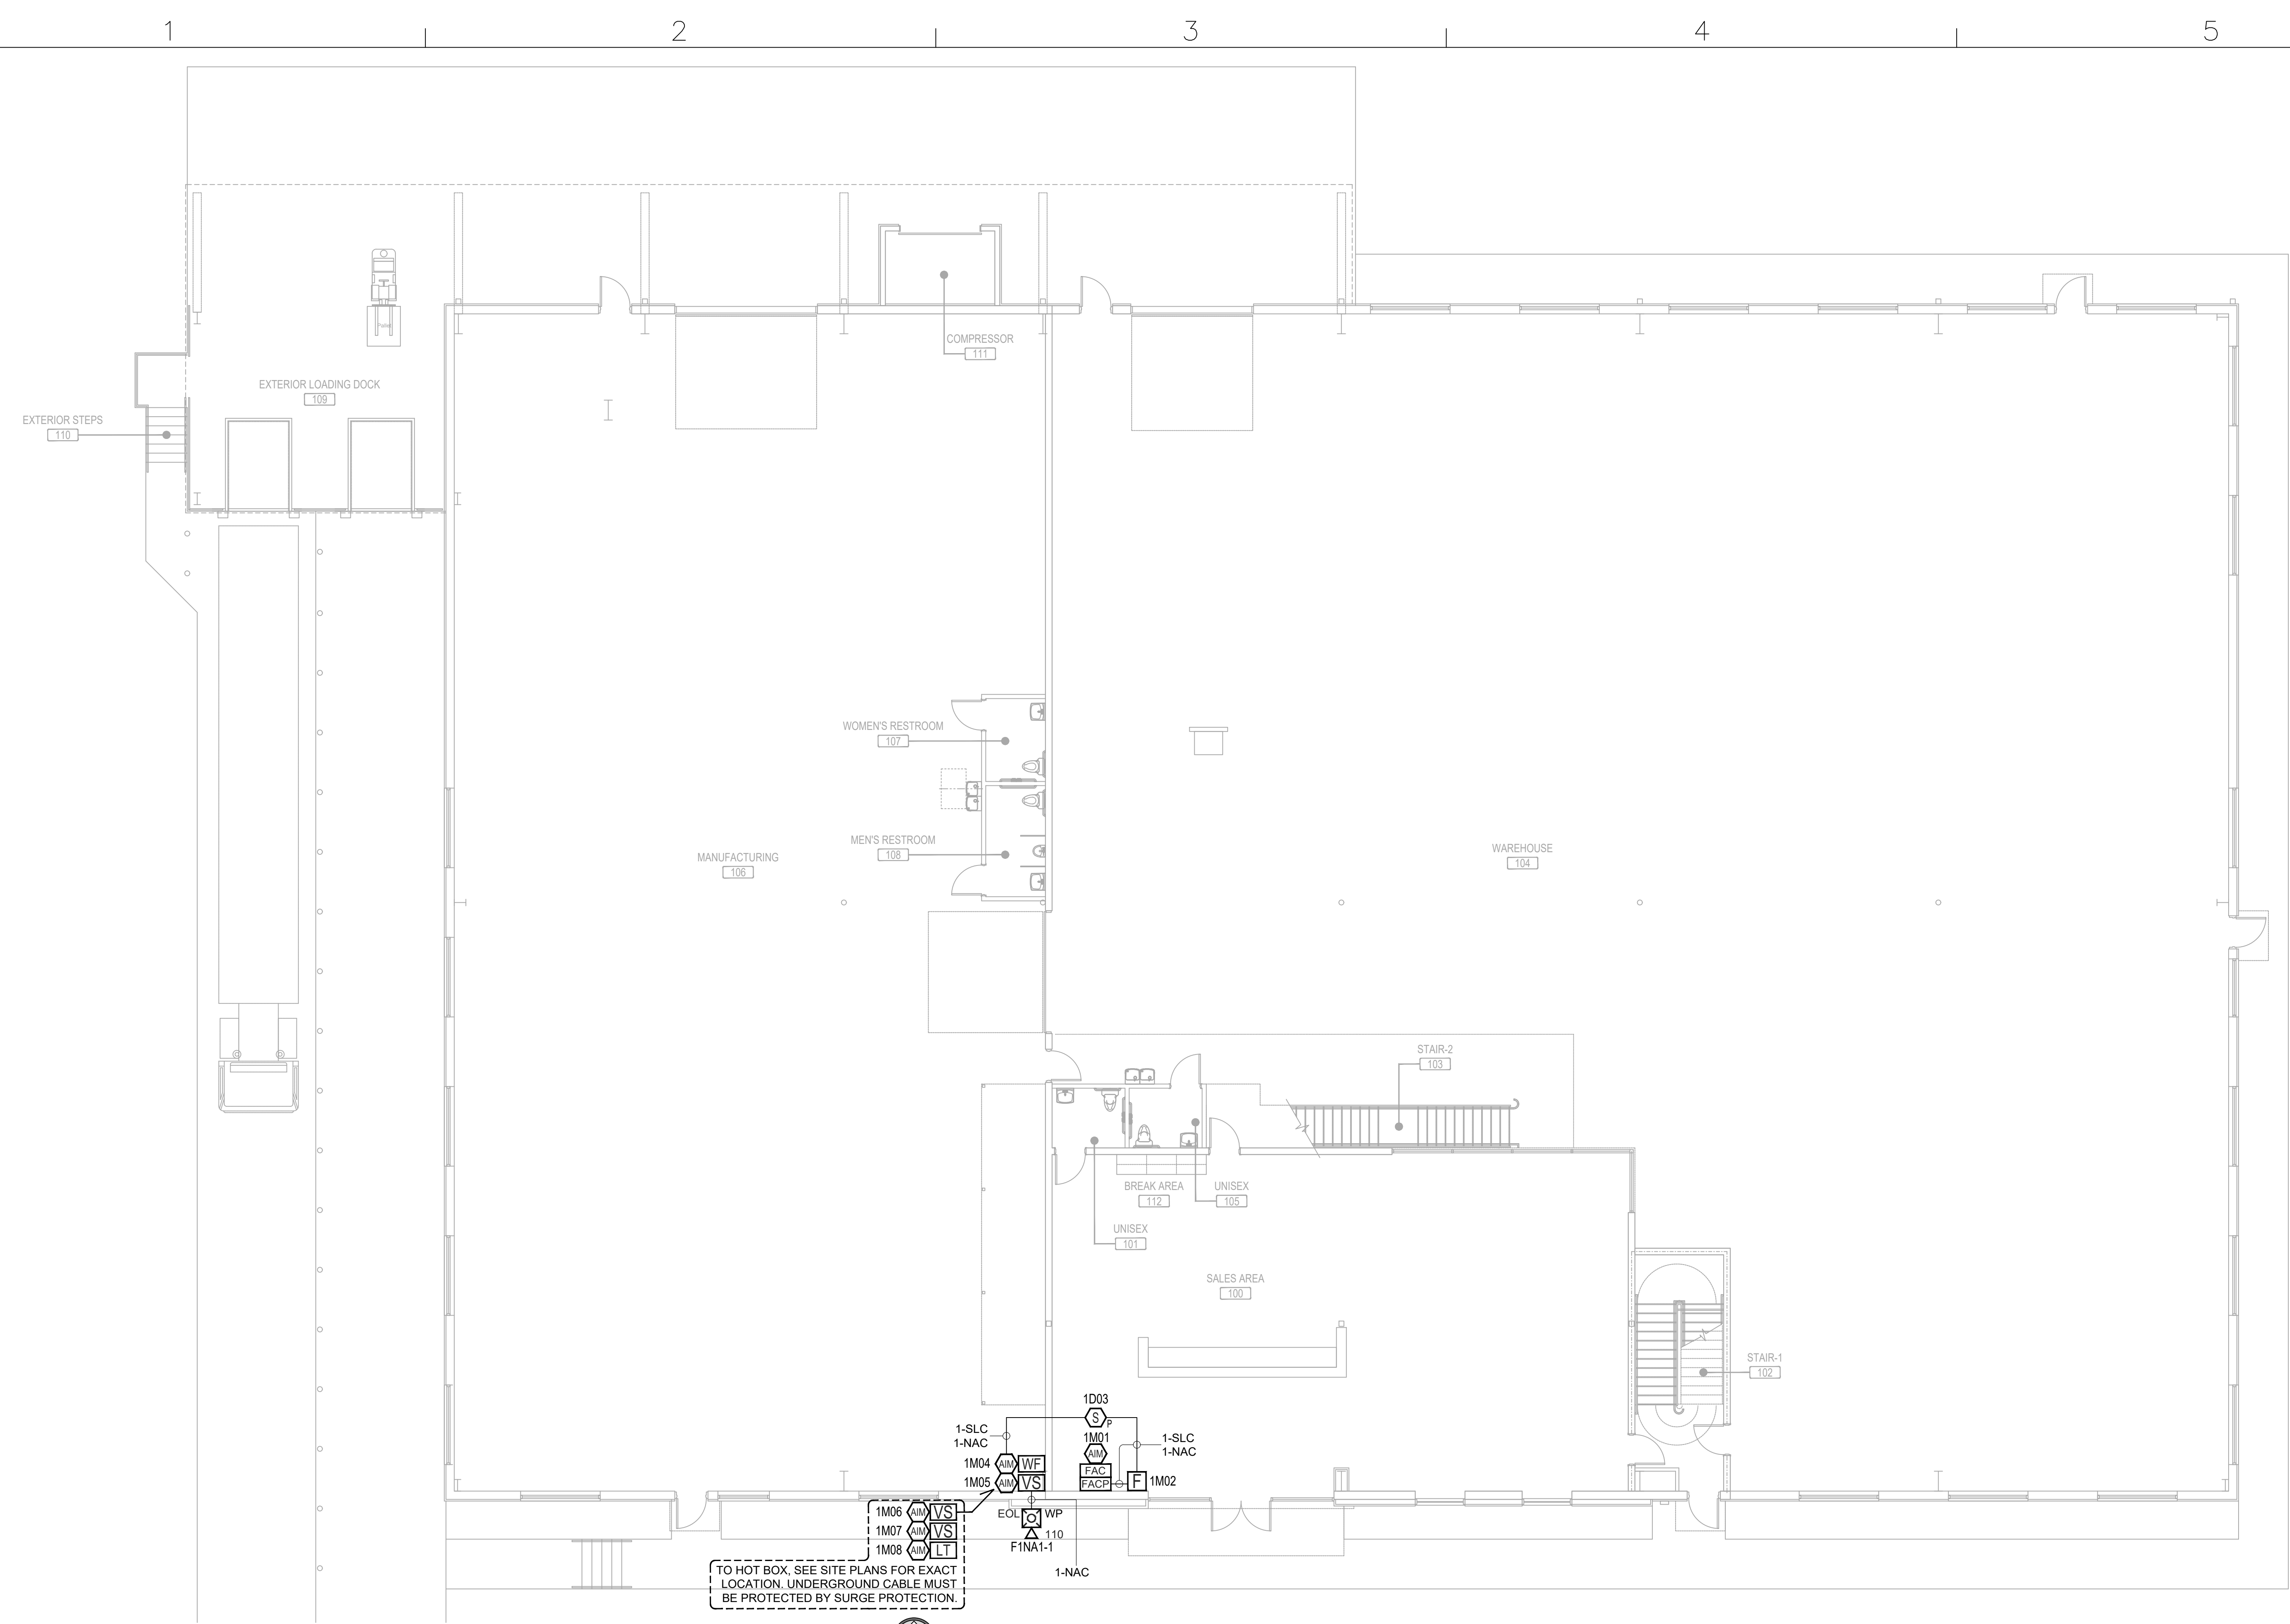 1
2
3
4
5
Pallet
COMPRESSOR
111
EXTERIOR LOADING DOCK
109
EXTERIOR STEPS
110
WOMEN'S RESTROOM
107
MEN'S RESTROOM
108
MANUFACTURING
106
WAREHOUSE
104
STAIR-2
103
BREAK AREA
112
UNISEX
105
UNISEX
101
SALES AREA
100
STAIR-1
102
1D03
S P
1-SLC
1-NAC
1M01
AIM
1-SLC
1-NAC
1M04 AIM WF
1M05 AIM VS
FAC
FACP
F 1M02
1M06 AIM VS
1M07 AIM VS
1M08 AIM LT
EOL WP
110
F1NA1-1
1-NAC
TO HOT BOX, SEE SITE PLANS FOR EXACT
LOCATION. UNDERGROUND CABLE MUST
BE PROTECTED BY SURGE PROTECTION.